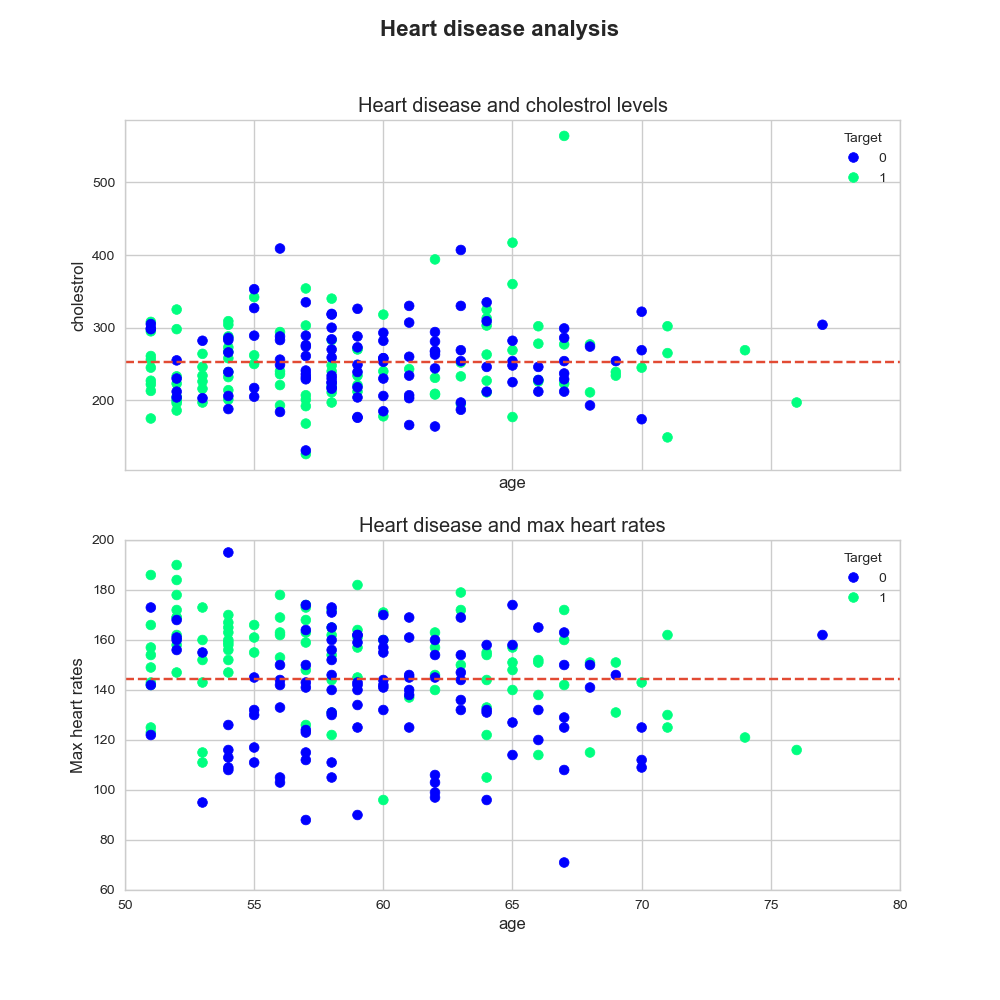 Heart disease analysis
Heart disease and cholestrol levels
Target
0
1
500
400
300
200
cholestrol
age
Heart disease and max heart rates
Target
0
1
200
180
160
140
120
100
80
60
Max heart rates
50 55 60 65 70 75 80
age